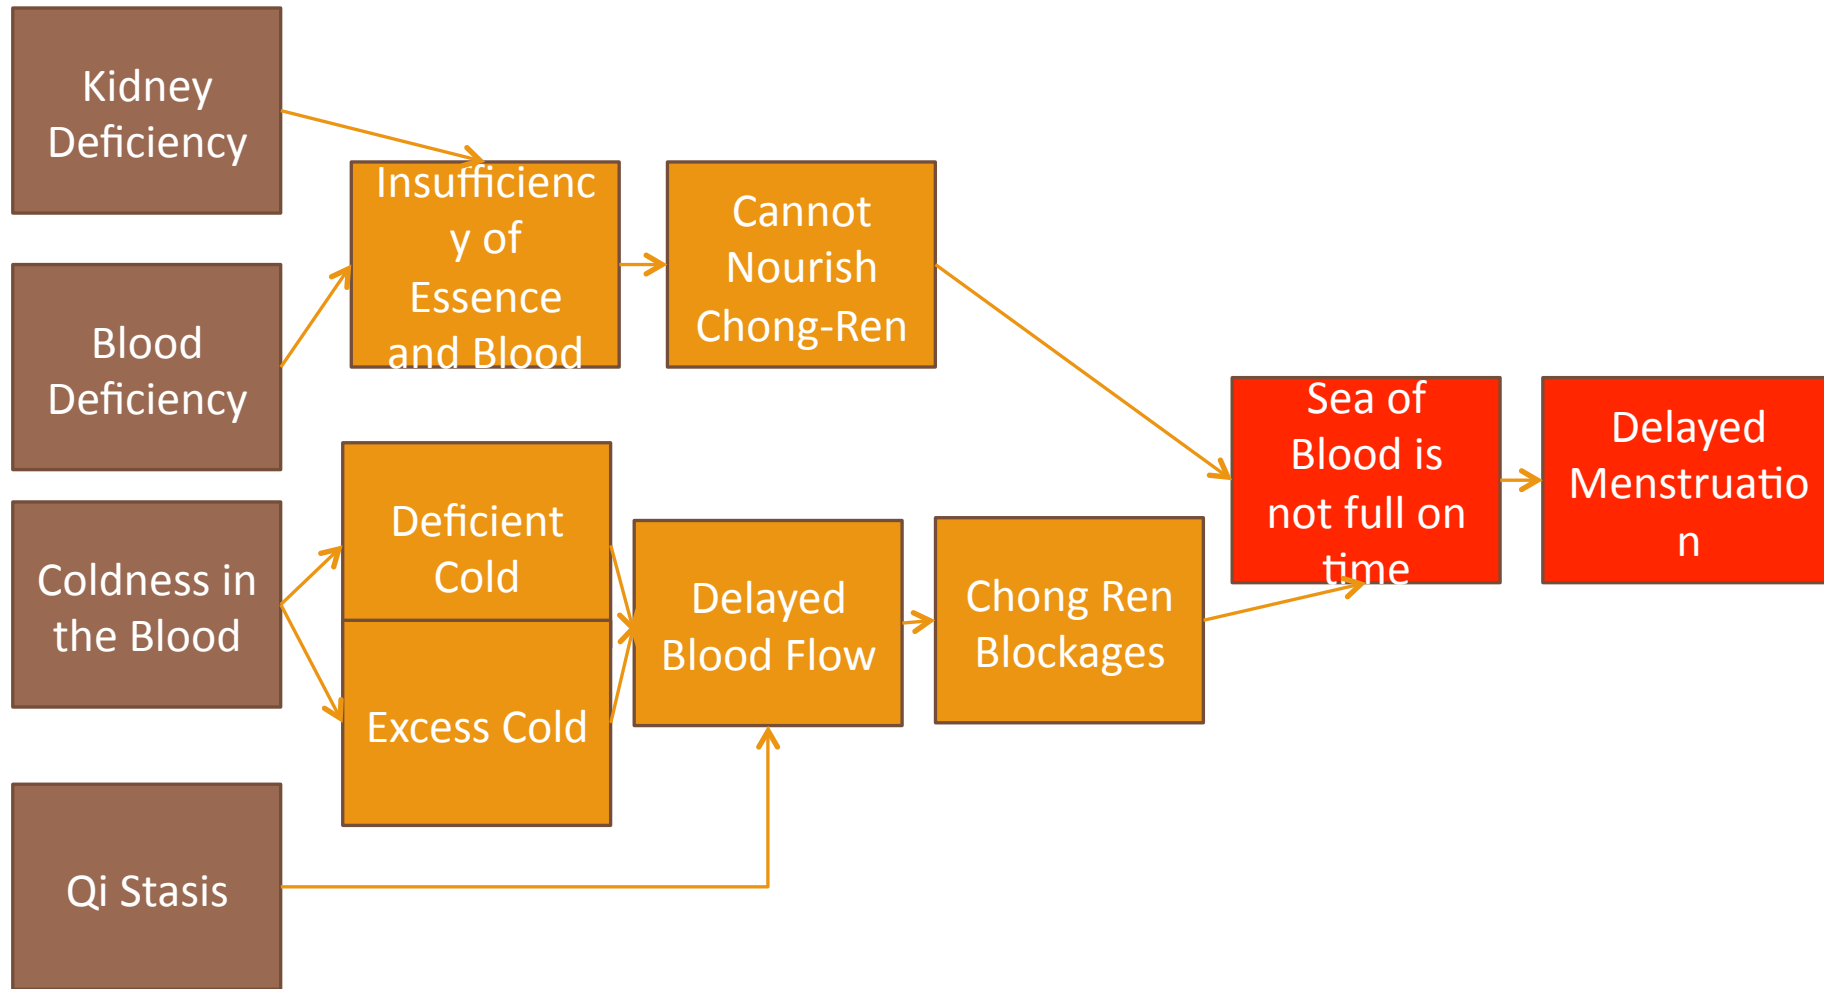 Kidney
Deficiency
Blood
Deficiency
Coldness in
the Blood
Qi Stasis
Insufficienc
y of
Essence
and Blood
Cannot
Nourish
Chong-Ren
Deficient
Cold
Excess Cold
Delayed
Blood Flow
Chong Ren
Blockages
Sea of
Blood is
not full on
time
Delayed
Menstruatio
n